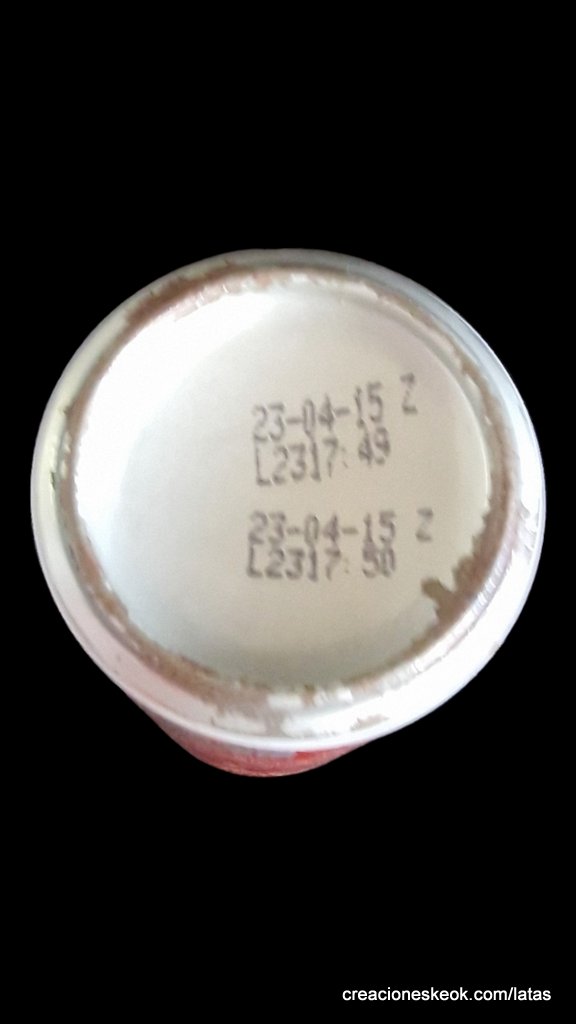 23-04-15 Z
L2317: 49
23-04-15 Z
L2317: 50
creacioneskeok.com/latas